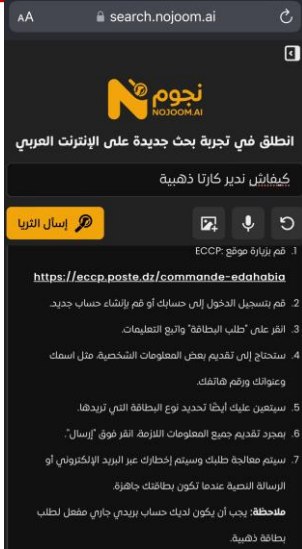 AA search.nojoom.ai
نجوم
NOJOOM.AI
انطلق في تجربة بحث جديدة على الإنترنت العربي
كيفاش ندير كارتا ذهبية
إسأل الثريا
1. قم بزيارة موقع ECCP:
https://eccp.poste.dz/commande-edahabia
2. قم بتسجيل الدخول إلى حسابك أو قم بإنشاء حساب جديد.
3. انقر على "طلب البطاقة" واتبع التعليمات.
4. ستحتاج إلى تقديم بعض المعلومات الشخصية، مثل اسمك
وعنوانك ورقم هاتفك.
5. سيتعين عليك أيضًا تحديد نوع البطاقة التي تريدها.
6. بمجرد تقديم جميع المعلومات اللازمة، انقر فوق "إرسال".
7. سيتم معالجة طلبك وسيتم إخطارك عبر البريد الإلكتروني أو
الرسالة النصية عندما تكون بطاقتك جاهزة.
ملاحظة: يجب أن يكون لديك حساب بريدي جاري مفعل لطلب
بطاقة ذهبية.